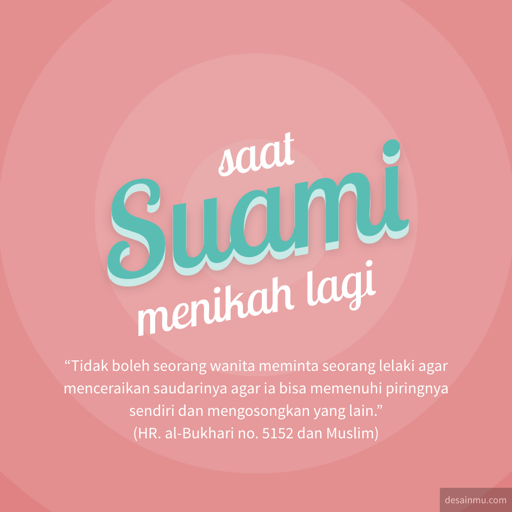 saat
Suami
menikah lagi
“Tidak boleh seorang wanita meminta seorang lelaki agar
menceraikan saudarinya agar ia bisa memenuhi piringnya
sendiri dan mengosongkan yang lain.”
(HR. al-Bukhari no. 5152 dan Muslim)
desainmu.com